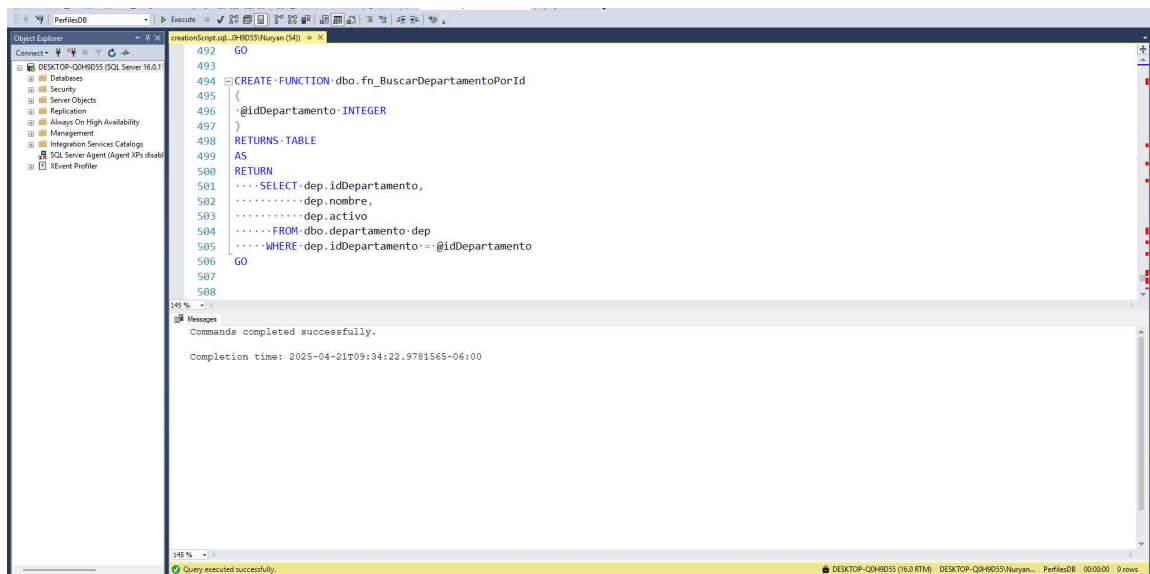 PerfilesDB
Execute
Object Explorer
creationScript.sql...0H9D55\Nuryan (54))
Connect
DESKTOP-Q0H9D55 (SQL Server 16.0.1
Databases
Security
Server Objects
Replication
Always On High Availability
Management
Integration Services Catalogs
SQL Server Agent (Agent XPs disabl
XEvent Profiler
492 GO
493
494 CREATE·FUNCTION·dbo.fn_BuscarDepartamentoPorId
495 (
496 ·@idDepartamento·INTEGER
497 )
498 RETURNS·TABLE
499 AS
500 RETURN
501 ····SELECT·dep.idDepartamento,
502 ···········dep.nombre,
503 ···········dep.activo
504 ······FROM·dbo.departamento·dep
505 ·····WHERE·dep.idDepartamento·=·@idDepartamento
506 GO
507
508
145 %
Messages
Commands completed successfully.
Completion time: 2025-04-21T09:34:22.9781565-06:00
145 %
Query executed successfully.
DESKTOP-Q0H9D55 (16.0 RTM)
DESKTOP-Q0H9D55\Nuryan...
PerfilesDB
00:00:00
0 rows